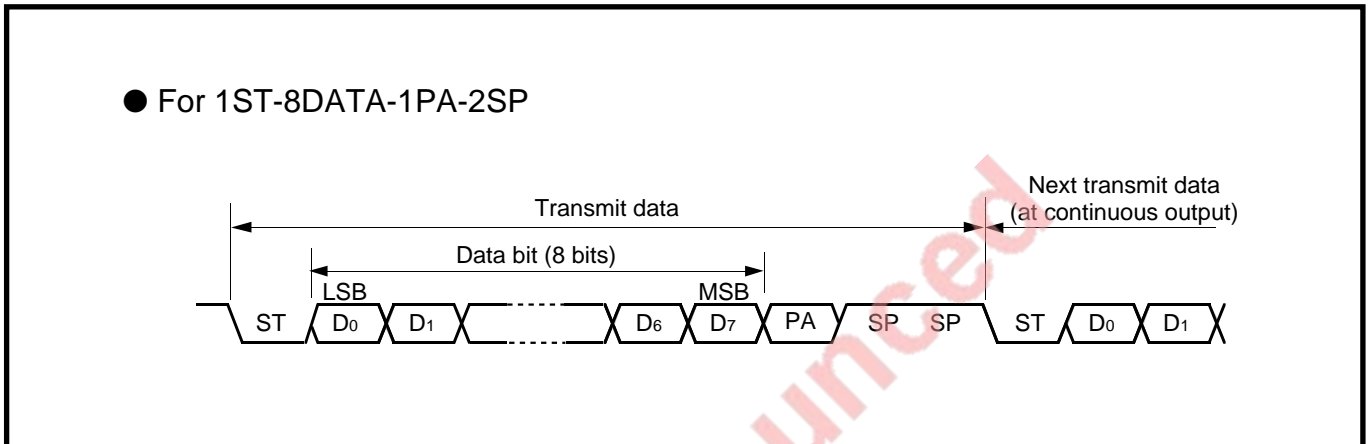 ● For 1ST-8DATA-1PA-2SP
Next transmit data
(at continuous output)
Transmit data
Data bit (8 bits)
LSB MSB
ST D0 D1 D6 D7 PA SP SP ST D0 D1
unced